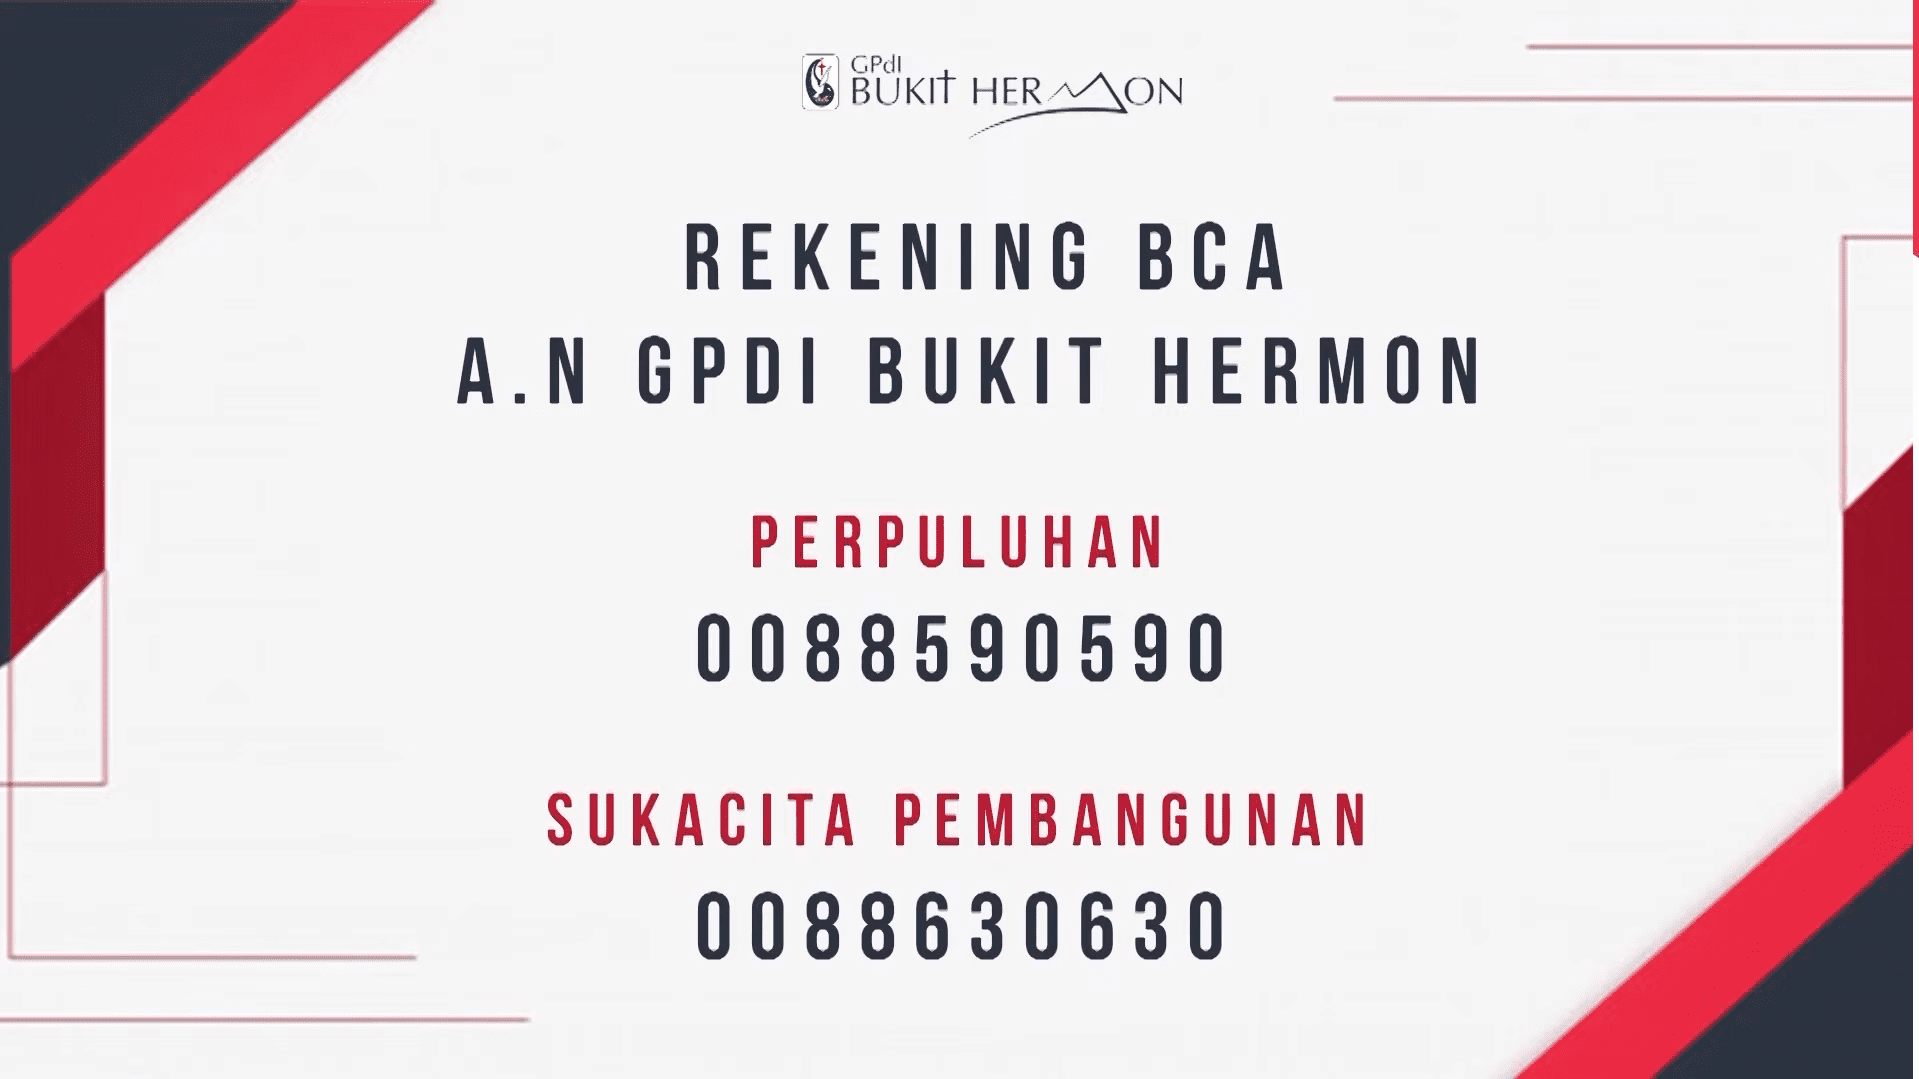 GPdI
BUKIT HERMON
REKENING BCA
A.N GPDI BUKIT HERMON
PERPULUHAN
0088590590
SUKACITA PEMBANGUNAN
0088630630